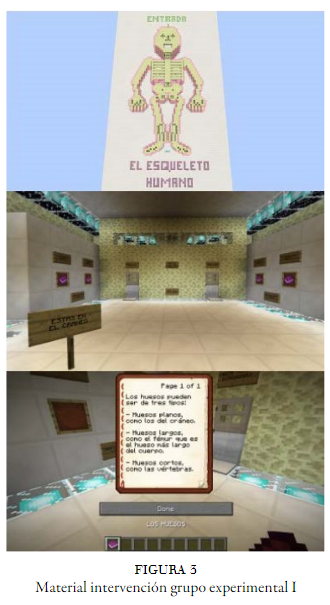 ENTRADA
EL ESQUELETO
HUMANO
ESTAS EN
EL CRANEO
Page 1 of 1
Los huesos pueden
ser de tres tipos:
- Huesos planos,
como los del cráneo.
- Huesos largos,
como el fémur que es
el hueso más largo
del cuerpo.
- Huesos cortos,
como las vértebras.
Done
LOS HUESOS
FIGURA 3
Material intervención grupo experimental I